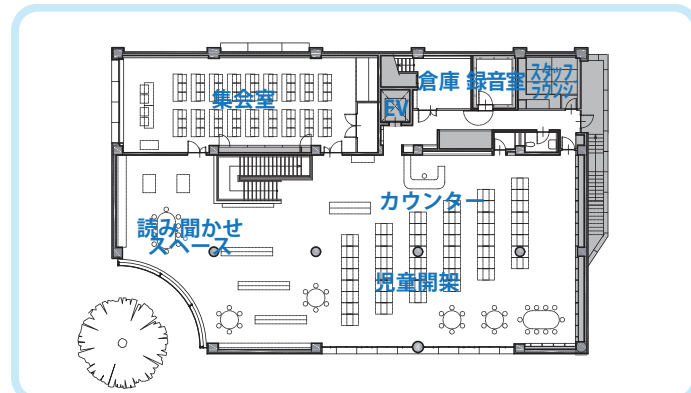 集会室
EV
倉庫
録音室
スタッフ
ラウンジ
カウンター
読み聞かせ
スペース
児童開架